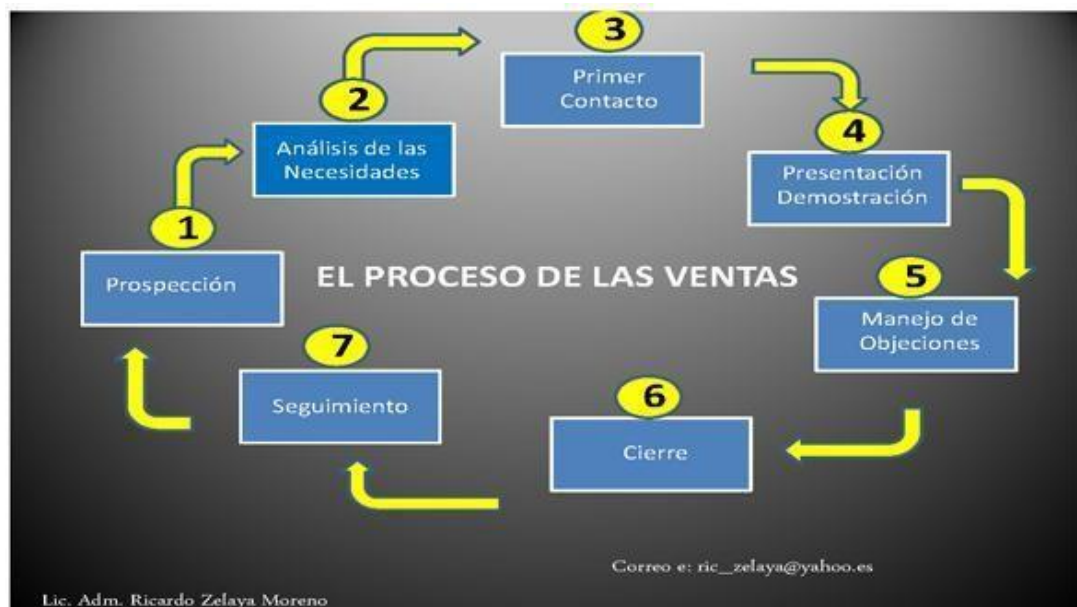 3
Primer
Contacto
2
Análisis de las
Necesidades
4
Presentación
Demostración
1
Prospección
EL PROCESO DE LAS VENTAS
5
Manejo de
Objeciones
7
Seguimiento
6
Cierre
Correo e: ric_zelaya@yahoo.es
Lic. Adm. Ricardo Zelaya Moreno